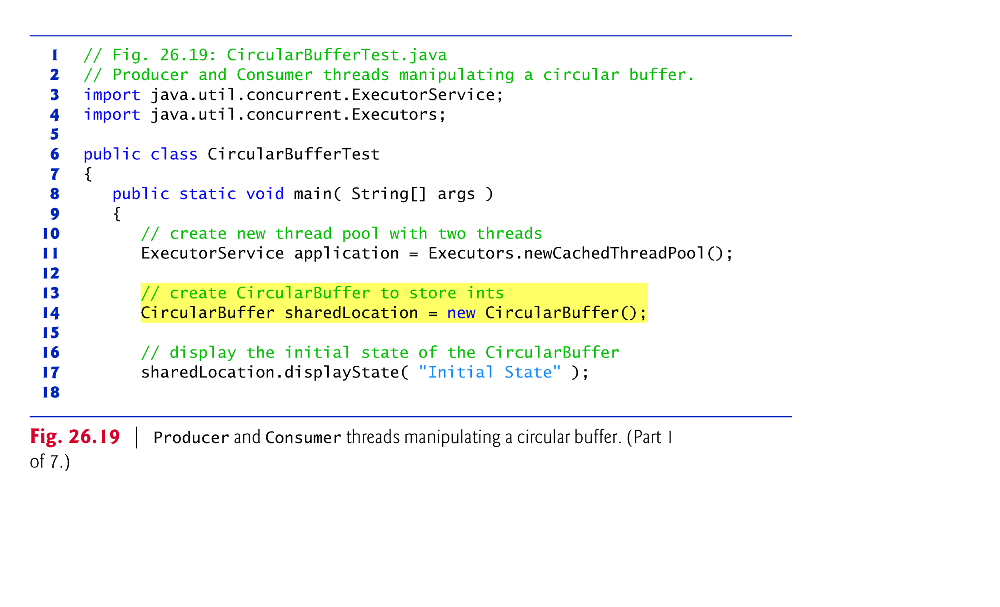 1 // Fig. 26.19: CircularBufferTest.java
2 // Producer and Consumer threads manipulating a circular buffer.
3 import java.util.concurrent.ExecutorService;
4 import java.util.concurrent.Executors;
5
6 public class CircularBufferTest
7 {
8    public static void main( String[] args )
9    {
10       // create new thread pool with two threads
11       ExecutorService application = Executors.newCachedThreadPool();
12
13       // create CircularBuffer to store ints
14       CircularBuffer sharedLocation = new CircularBuffer();
15
16       // display the initial state of the CircularBuffer
17       sharedLocation.displayState( "Initial State" );
18
Fig. 26.19 | Producer and Consumer threads manipulating a circular buffer. (Part 1
of 7.)